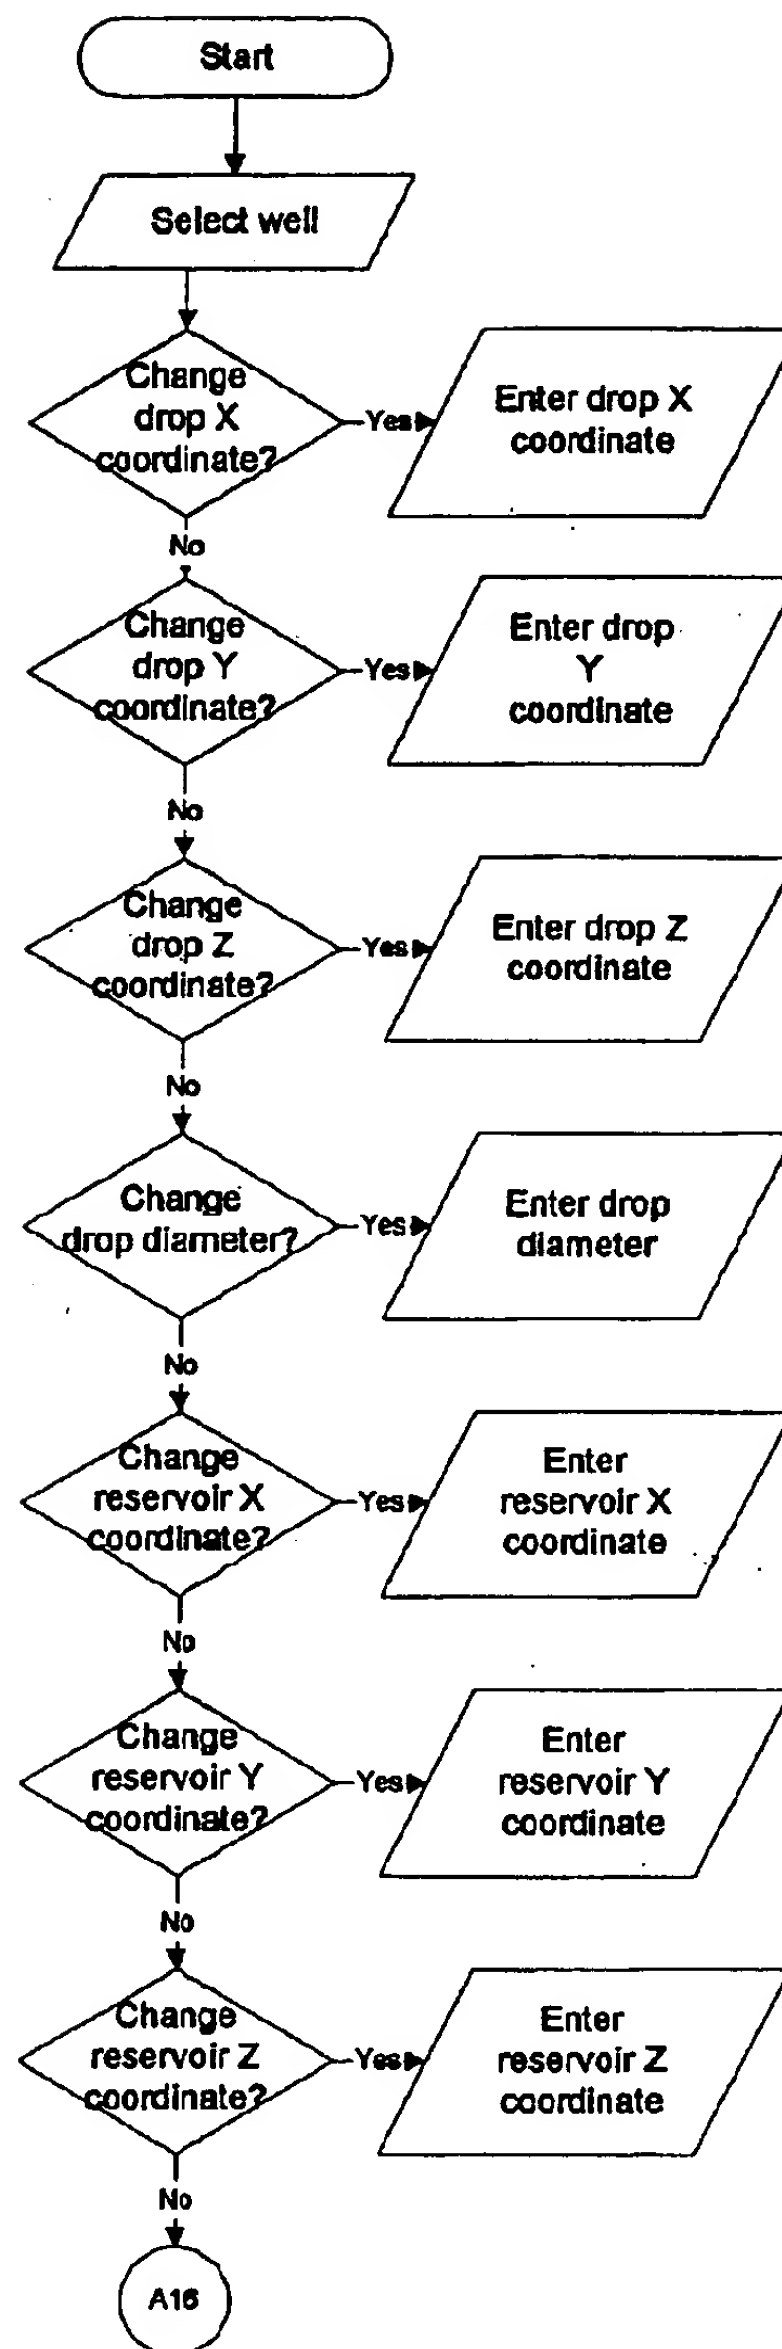 Start
Select well
Change
drop X
coordinate?
Yes
Enter drop X
coordinate
No
Change
drop Y
coordinate?
Yes
Enter drop
Y
coordinate
No
Change
drop Z
coordinate?
Yes
Enter drop Z
coordinate
No
Change
drop diameter?
Yes
Enter drop
diameter
No
Change
reservoir X
coordinate?
Yes
Enter
reservoir X
coordinate
No
Change
reservoir Y
coordinate?
Yes
Enter
reservoir Y
coordinate
No
Change
reservoir Z
coordinate?
Yes
Enter
reservoir Z
coordinate
No
A16